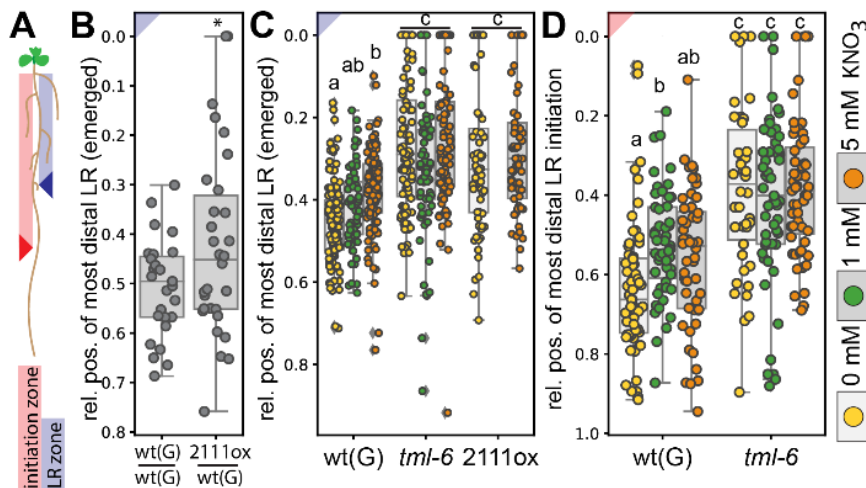 A
initiation zone
LR zone
B
rel. pos. of most distal LR (emerged)
0.0
0.1
0.2
0.3
0.4
0.5
0.6
0.7
0.8
*
wt(G)
wt(G)
2111ox
wt(G)
C
rel. pos. of most distal LR (emerged)
0.0
0.2
0.4
0.6
0.8
a
ab
b
c
c
wt(G)
tml-6
2111ox
D
rel. pos. of most distal LR initiation
0.0
0.2
0.4
0.6
0.8
1.0
a
b
ab
c
c
c
wt(G)
tml-6
0 mM
1 mM
5 mM KNO3